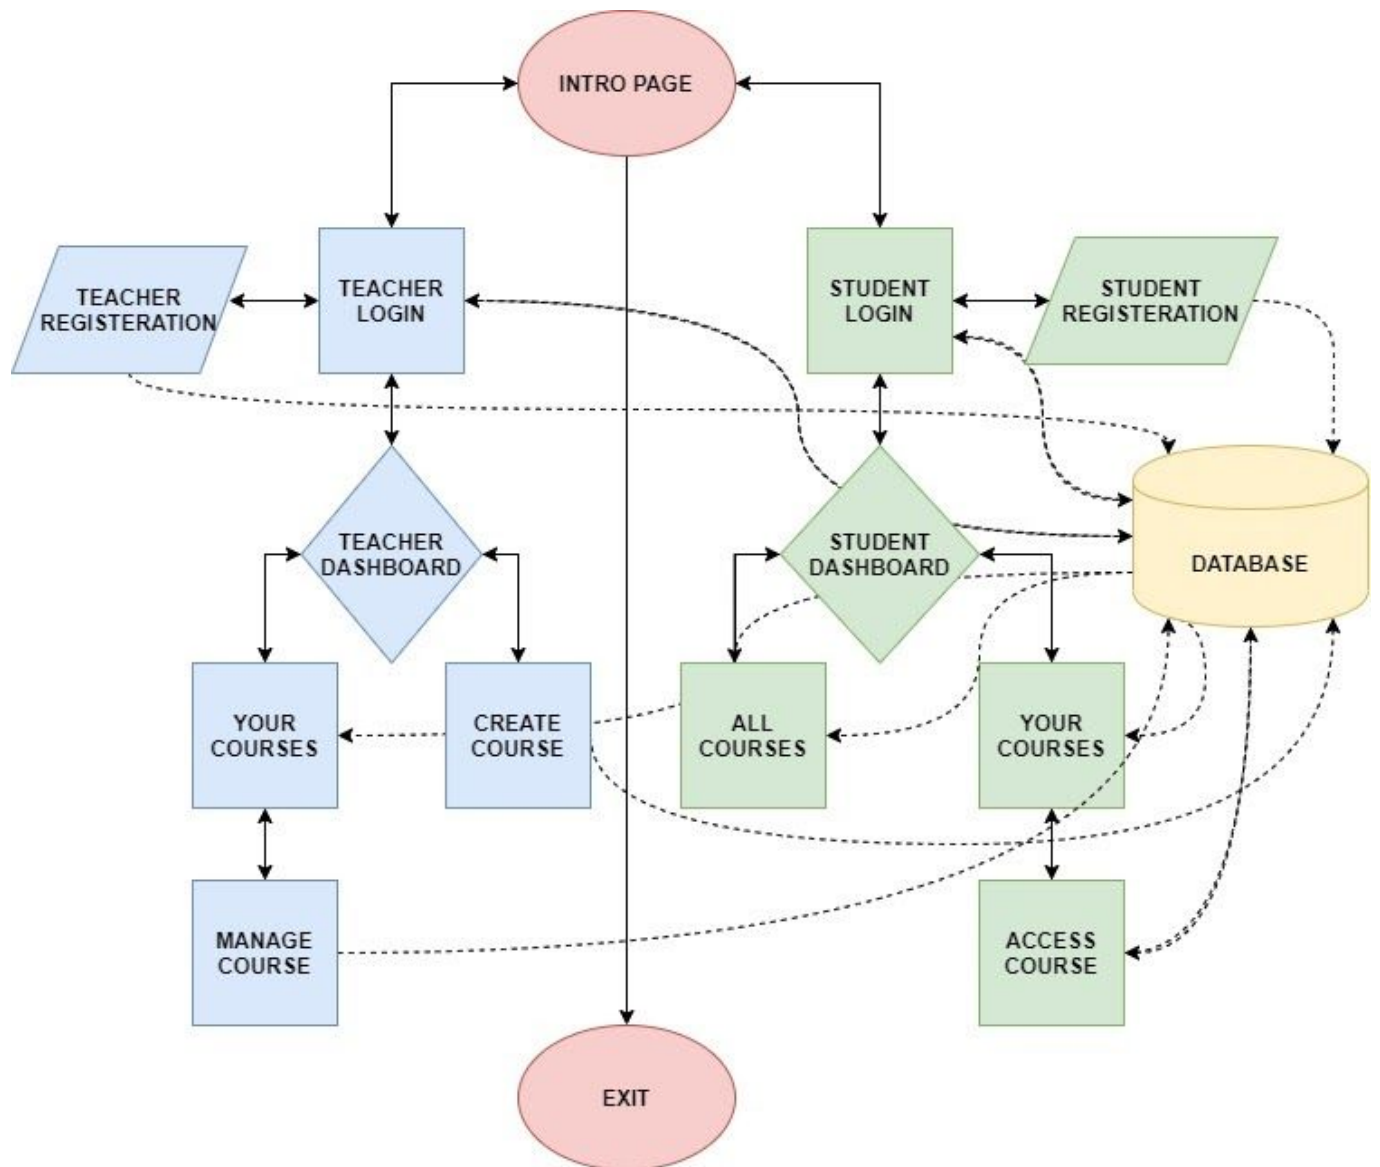 INTRO PAGE
TEACHER
REGISTERATION
TEACHER
LOGIN
STUDENT
LOGIN
STUDENT
REGISTERATION
TEACHER
DASHBOARD
STUDENT
DASHBOARD
DATABASE
YOUR
COURSES
CREATE
COURSE
ALL
COURSES
YOUR
COURSES
MANAGE
COURSE
ACCESS
COURSE
EXIT